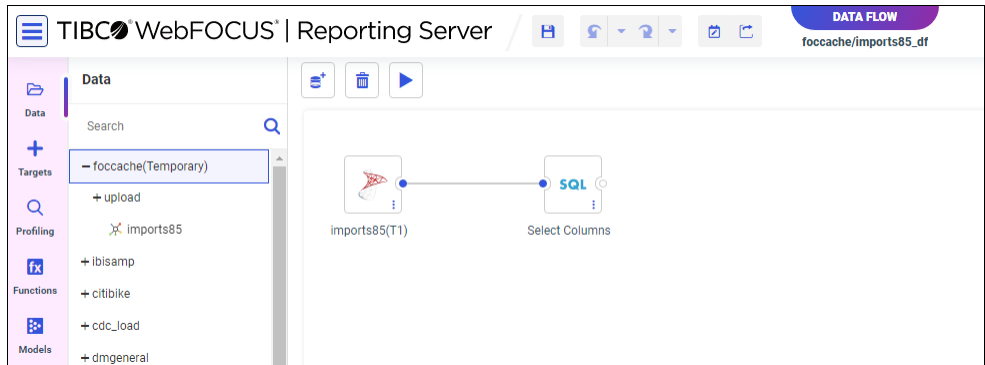 TIBCO® WebFOCUS® | Reporting Server
DATA FLOW
foccache/imports85_df
Data
Targets
Profiling
fx
Functions
Models
Data
Search
foccache(Temporary)
upload
imports85
ibisamp
citibike
cdc_load
dmgeneral
imports85(T1)
SQL
Select Columns